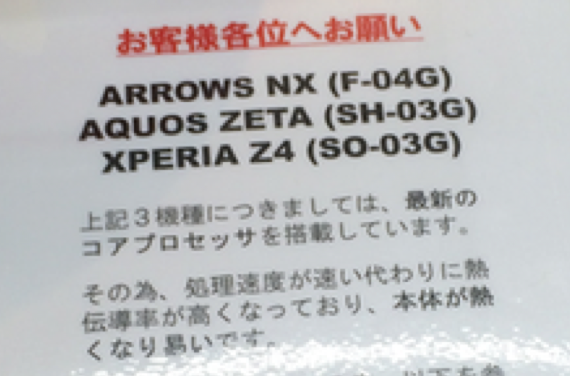 お客様各位へお願い
ARROWS NX (F-04G)
AQUOS ZETA (SH-03G)
XPERIA Z4 (SO-03G)
上記3機種につきましては、最新の
コアプロセッサを搭載しています。
その為、処理速度が速い代わりに熱
伝導率が高くなっており、本体が熱
くなり易いです。
以下を参